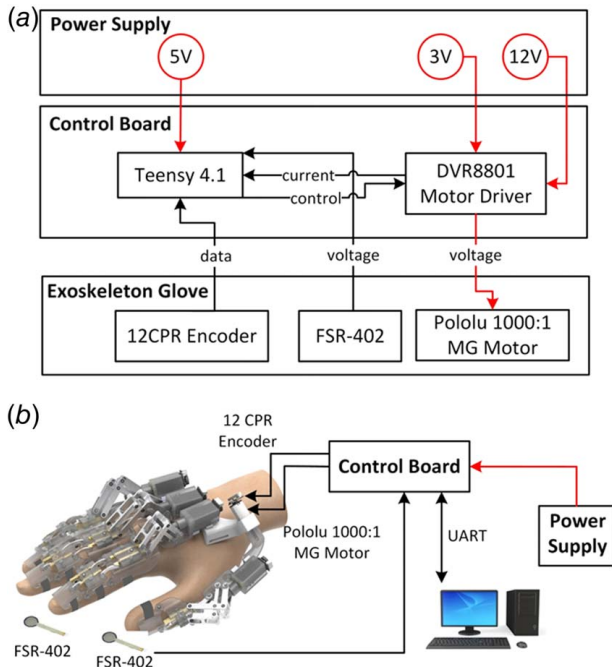 (a)
Power Supply
5V
3V
12V
Control Board
Teensy 4.1
current
control
DVR8801
Motor Driver
data
voltage
voltage
Exoskeleton Glove
12CPR Encoder
FSR-402
Pololu 1000:1
MG Motor
(b)
12 CPR
Encoder
Control Board
Pololu 1000:1
MG Motor
UART
Power
Supply
FSR-402
FSR-402